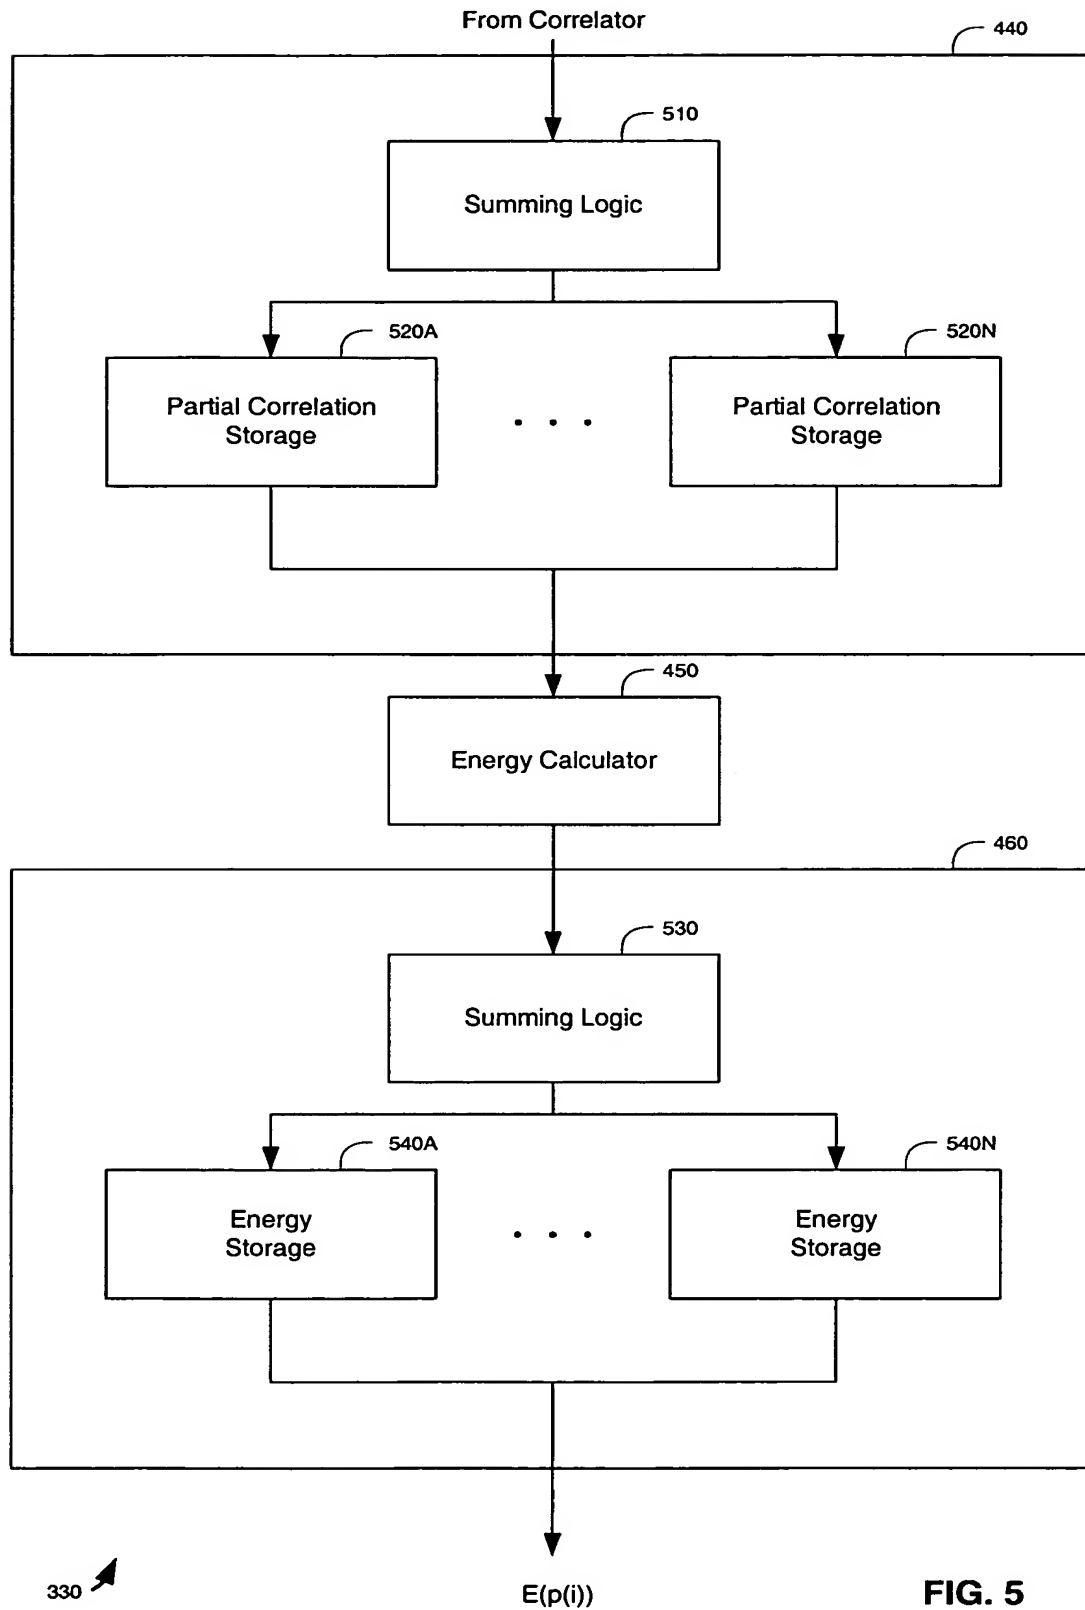 From Correlator
440
510
Summing Logic
520A
520N
Partial Correlation
Storage
Partial Correlation
Storage
450
Energy Calculator
460
530
Summing Logic
540A
540N
Energy
Storage
Energy
Storage
330
E(p(i))
FIG. 5